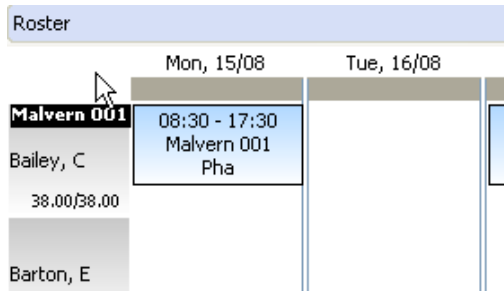 Roster
Mon, 15/08
Tue, 16/08
Malvern 001
08:30 - 17:30
Malvern 001
Pha
Bailey, C
38.00/38.00
Barton, E